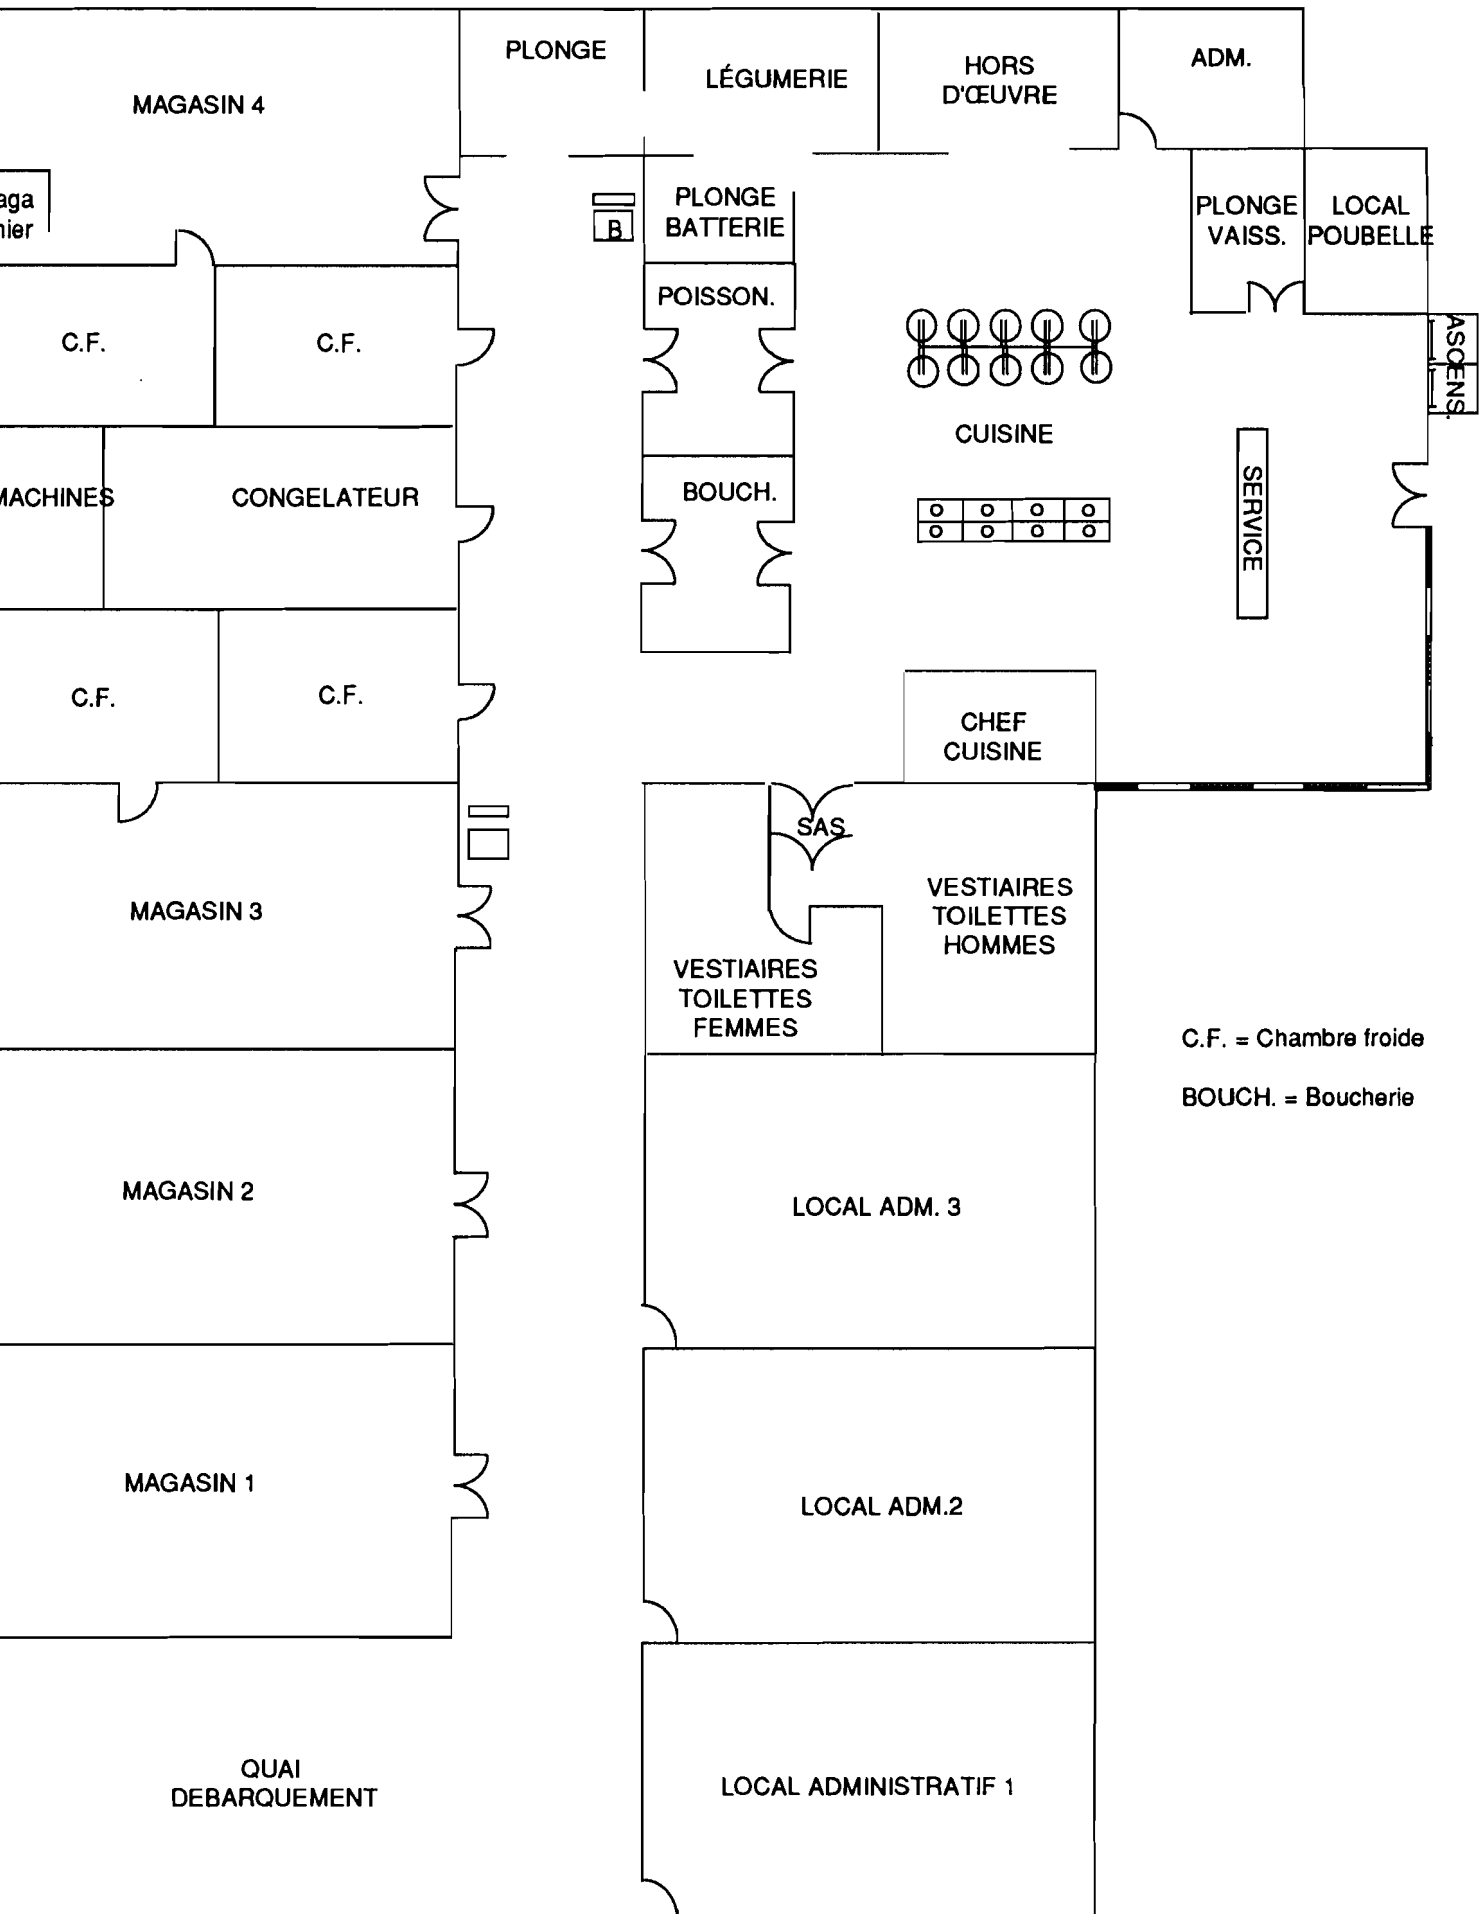 PLONGE
LÉGUMERIE
HORS
D'ŒUVRE
ADM.
MAGASIN 4
aga
nier
B
PLONGE
BATTERIE
PLONGE
VAISS.
LOCAL
POUBELLE
POISSON.
C.F.
C.F.
ASCENS.
CUISINE
MACHINES
CONGELATEUR
BOUCH.
SERVICE
C.F.
C.F.
CHEF
CUISINE
SAS
MAGASIN 3
VESTIAIRES
TOILETTES
HOMMES
VESTIAIRES
TOILETTES
FEMMES
C.F. = Chambre froide
BOUCH. = Boucherie
MAGASIN 2
LOCAL ADM. 3
MAGASIN 1
LOCAL ADM.2
QUAI
DEBARQUEMENT
LOCAL ADMINISTRATIF 1